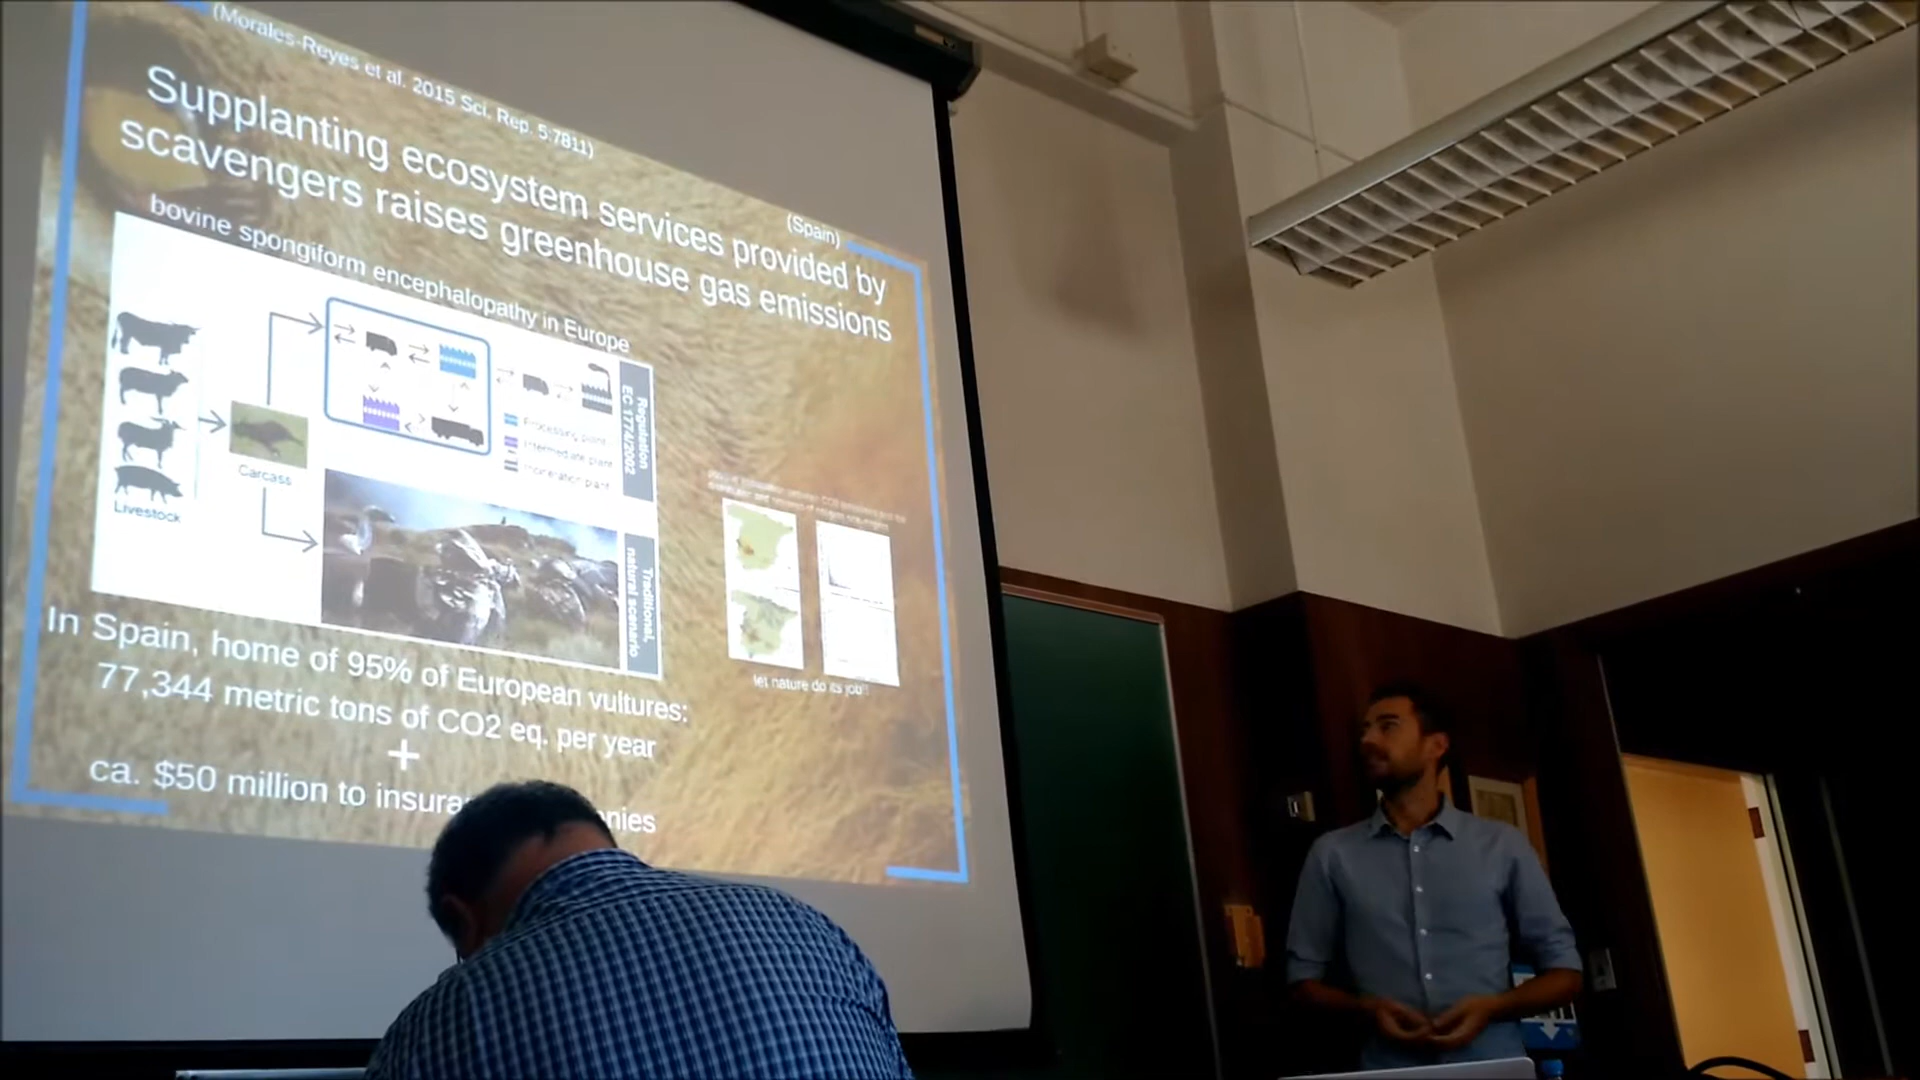 (Morales-Reyes et al. 2015 Sci. Rep. 5:7811)
Supplanting ecosystem services provided by
scavengers raises greenhouse gas emissions
(Spain)
bovine spongiform encephalopathy in Europe
Livestock
Carcass
Processing plant
Intermediate plant
Incineration plant
Regulation
EC 1774/2002
Traditional,
natural scenario
let nature do its job!!
In Spain, home of 95% of European vultures:
77,344 metric tons of CO2 eq. per year
+
ca. $50 million to insura nies